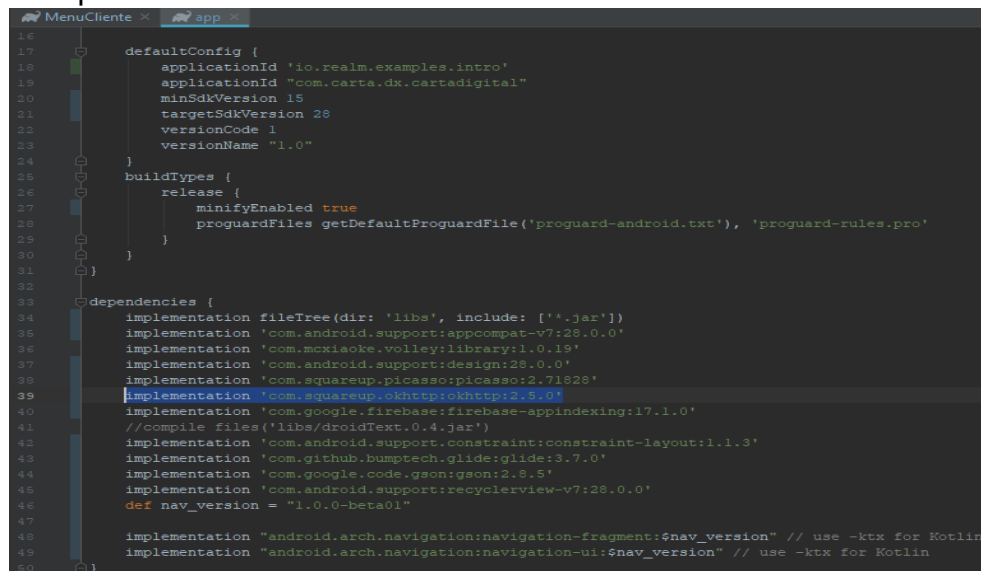 MenuCliente × app ×
16
17 defaultConfig {
18 applicationId 'io.realm.examples.intro'
19 applicationId "com.carta.dx.cartadigital"
20 minSdkVersion 15
21 targetSdkVersion 28
22 versionCode 1
23 versionName "1.0"
24 }
25 buildTypes {
26 release {
27 minifyEnabled true
28 proguardFiles getDefaultProguardFile('proguard-android.txt'), 'proguard-rules.pro'
29 }
30 }
31 }
32
33 dependencies {
34 implementation fileTree(dir: 'libs', include: ['*.jar'])
35 implementation 'com.android.support:appcompat-v7:28.0.0'
36 implementation 'com.mcxiaoke.volley:library:1.0.19'
37 implementation 'com.android.support:design:28.0.0'
38 implementation 'com.squareup.picasso:picasso:2.71828'
39 implementation 'com.squareup.okhttp:okhttp:2.5.0'
40 implementation 'com.google.firebase:firebase-appindexing:17.1.0'
41 //compile files('libs/droidText.0.4.jar')
42 implementation 'com.android.support.constraint:constraint-layout:1.1.3'
43 implementation 'com.github.bumptech.glide:glide:3.7.0'
44 implementation 'com.google.code.gson:gson:2.8.5'
45 implementation 'com.android.support:recyclerview-v7:28.0.0'
46 def nav_version = "1.0.0-beta01"
47
48 implementation "android.arch.navigation:navigation-fragment:$nav_version" // use -ktx for Kotlin
49 implementation "android.arch.navigation:navigation-ui:$nav_version" // use -ktx for Kotlin
50 }